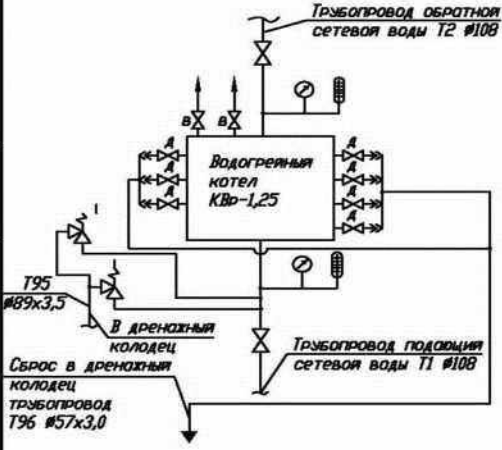 Трубопровод обратной
сетевой воды Т2 ø108
В
В
Д
Д
Д
Водогрейный
котел
КВр-1,25
Д
Д
Д
Д
1
Т95
ø89х3,5
В дренажный
колодец
Трубопровод подающий
сетевой воды Т1 ø108
Сброс в дренажный
колодец
трубопровод
Т96 ø57х3,0